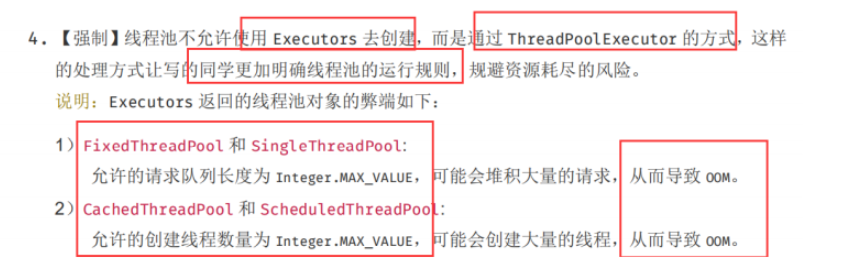 4. 【强制】线程池不允许使用 Executors 去创建，而是通过 ThreadPoolExecutor 的方式，这样
的处理方式让写的同学更加明确线程池的运行规则，规避资源耗尽的风险。
说明：Executors 返回的线程池对象的弊端如下：
1）FixedThreadPool 和 SingleThreadPool:
允许的请求队列长度为 Integer.MAX_VALUE，可能会堆积大量的请求，从而导致 OOM。
2）CachedThreadPool 和 ScheduledThreadPool:
允许的创建线程数量为 Integer.MAX_VALUE，可能会创建大量的线程，从而导致 OOM。